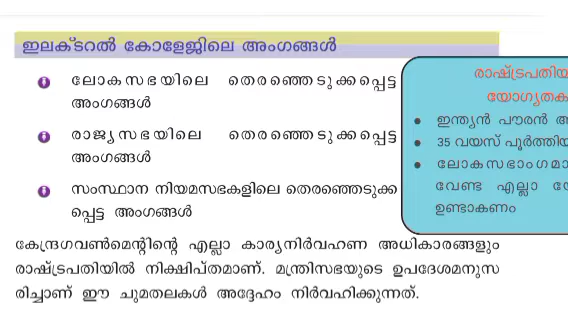 ഇലക്ടറൽ കോളേജിലെ അംഗങ്ങൾ
ലോകസഭയിലെ തെരഞ്ഞെടുക്കപ്പെട്ട
അംഗങ്ങൾ
രാജ്യസഭയിലെ തെരഞ്ഞെടുക്കപ്പെട്ട
അംഗങ്ങൾ
സംസ്ഥാന നിയമസഭകളിലെ തെരഞ്ഞെടുക്ക
പ്പെട്ട അംഗങ്ങൾ
രാഷ്ട്രപതിയു
യോഗ്യതക
ഇന്ത്യൻ പൗരൻ
35 വയസ് പൂർത്തിയ
ലോകസഭാംഗമാ
വേണ്ട എല്ലാ
ഉണ്ടാകണം
കേന്ദ്രഗവൺമെന്റിന്റെ എല്ലാ കാര്യനിർവഹണ അധികാരങ്ങളും
രാഷ്ട്രപതിയിൽ നിക്ഷിപ്തമാണ്. മന്ത്രിസഭയുടെ ഉപദേശമനുസ
രിച്ചാണ് ഈ ചുമതലകൾ അദ്ദേഹം നിർവഹിക്കുന്നത്.